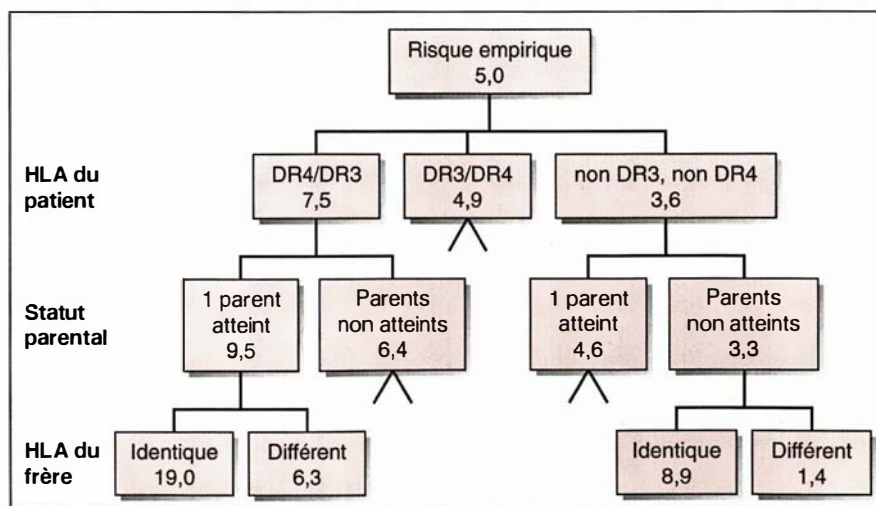 Risque empirique
5,0
HLA du
patient
DR4/DR3
7,5
DR3/DR4
4,9
non DR3, non DR4
3,6
Statut
parental
1 parent
atteint
9,5
Parents
non atteints
6,4
1 parent
atteint
4,6
Parents
non atteints
3,3
HLA du
frère
Identique
19,0
Différent
6,3
Identique
8,9
Différent
1,4